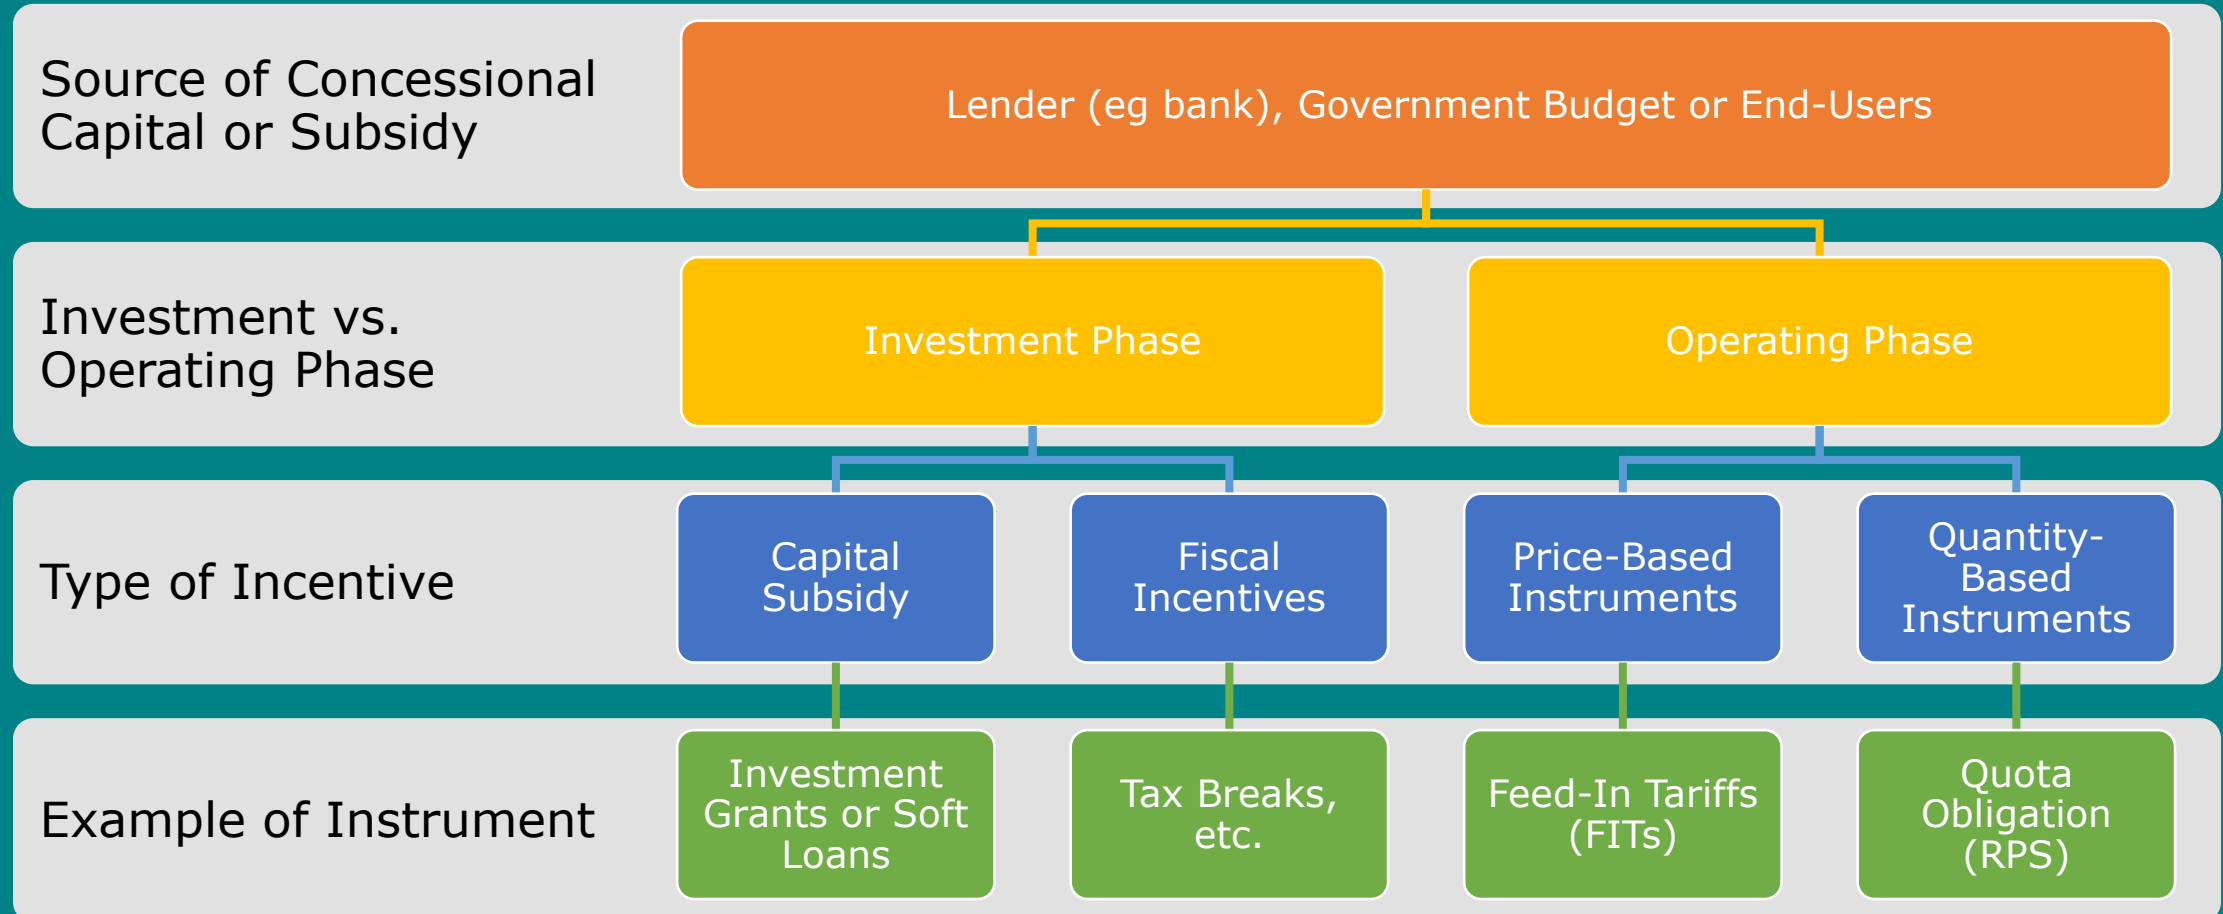 Source of Concessional
Capital or Subsidy
Lender (eg bank), Government Budget or End-Users
Investment vs.
Operating Phase
Investment Phase
Operating Phase
Type of Incentive
Capital
Subsidy
Fiscal
Incentives
Price-Based
Instruments
Quantity-
Based
Instruments
Example of Instrument
Investment
Grants or Soft
Loans
Tax Breaks,
etc.
Feed-In Tariffs
(FITs)
Quota
Obligation
(RPS)